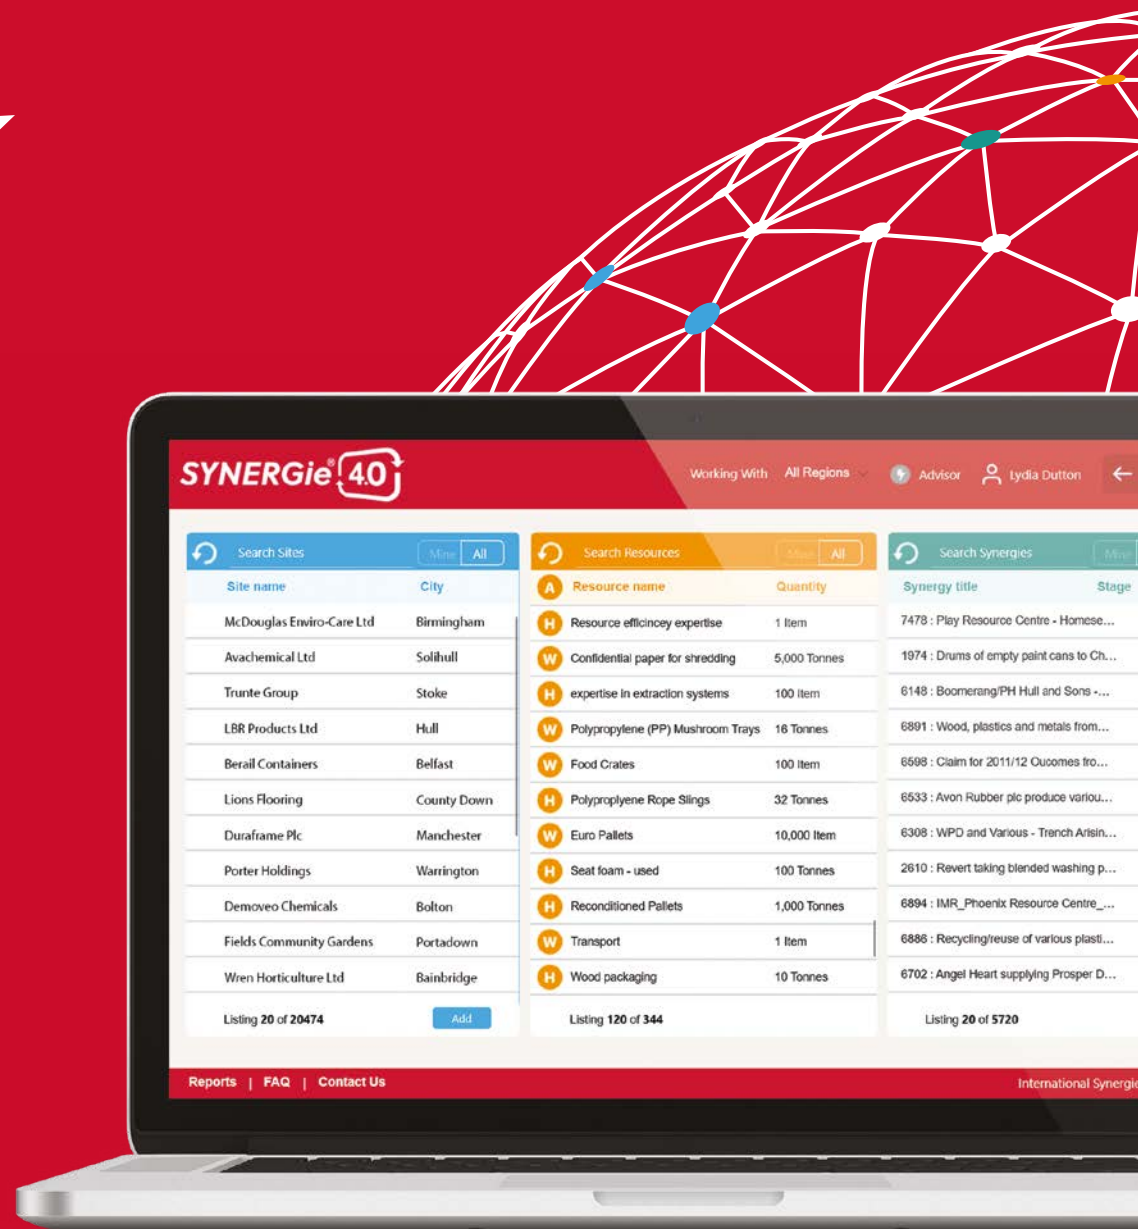 SYNERGie® 4.0
Working With All Regions Advisor Lydia Dutton
Search Sites Mine All
Site name City
McDouglas Enviro-Care Ltd Birmingham
Avachemical Ltd Solihull
Trunte Group Stoke
LBR Products Ltd Hull
Berail Containers Belfast
Lions Flooring County Down
Duraframe Plc Manchester
Porter Holdings Warrington
Demoveo Chemicals Bolton
Fields Community Gardens Portadown
Wren Horticulture Ltd Bainbridge
Listing 20 of 20474 Add
Search Resources Mine All
A Resource name Quantity
H Resource efficincey expertise 1 Item
W Confidential paper for shredding 5,000 Tonnes
H expertise in extraction systems 100 Item
W Polypropylene (PP) Mushroom Trays 16 Tonnes
W Food Crates 100 Item
H Polyproplyene Rope Slings 32 Tonnes
W Euro Pallets 10,000 Item
H Seat foam - used 100 Tonnes
H Reconditioned Pallets 1,000 Tonnes
W Transport 1 Item
H Wood packaging 10 Tonnes
Listing 120 of 344
Search Synergies Mine
Synergy title Stage
7478 : Play Resource Centre - Homese...
1974 : Drums of empty paint cans to Ch...
6148 : Boomerang/PH Hull and Sons -...
6891 : Wood, plastics and metals from...
6598 : Claim for 2011/12 Oucomes fro...
6533 : Avon Rubber plc produce variou...
6308 : WPD and Various - Trench Arisin...
2610 : Revert taking blended washing p...
6894 : IMR_Phoenix Resource Centre_...
6886 : Recycling/reuse of various plasti...
6702 : Angel Heart supplying Prosper D...
Listing 20 of 5720
Reports | FAQ | Contact Us
International Synergie